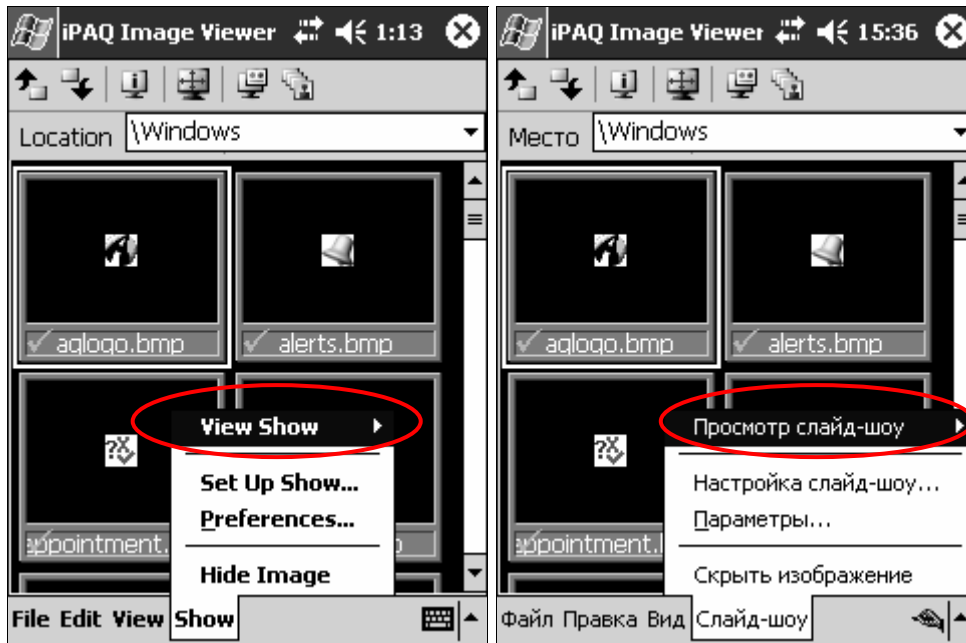 iPAQ Image Viewer 1:13
Location \Windows
aglogo.bmp alerts.bmp
View Show
Set Up Show...
Preferences...
appointment.
Hide Image
File Edit View Show
iPAQ Image Viewer 15:36
Место \Windows
aglogo.bmp alerts.bmp
Просмотр слайд-шоу
Настройка слайд-шоу...
Параметры...
appointment.
Скрыть изображение
Файл Правка Вид Слайд-шоу